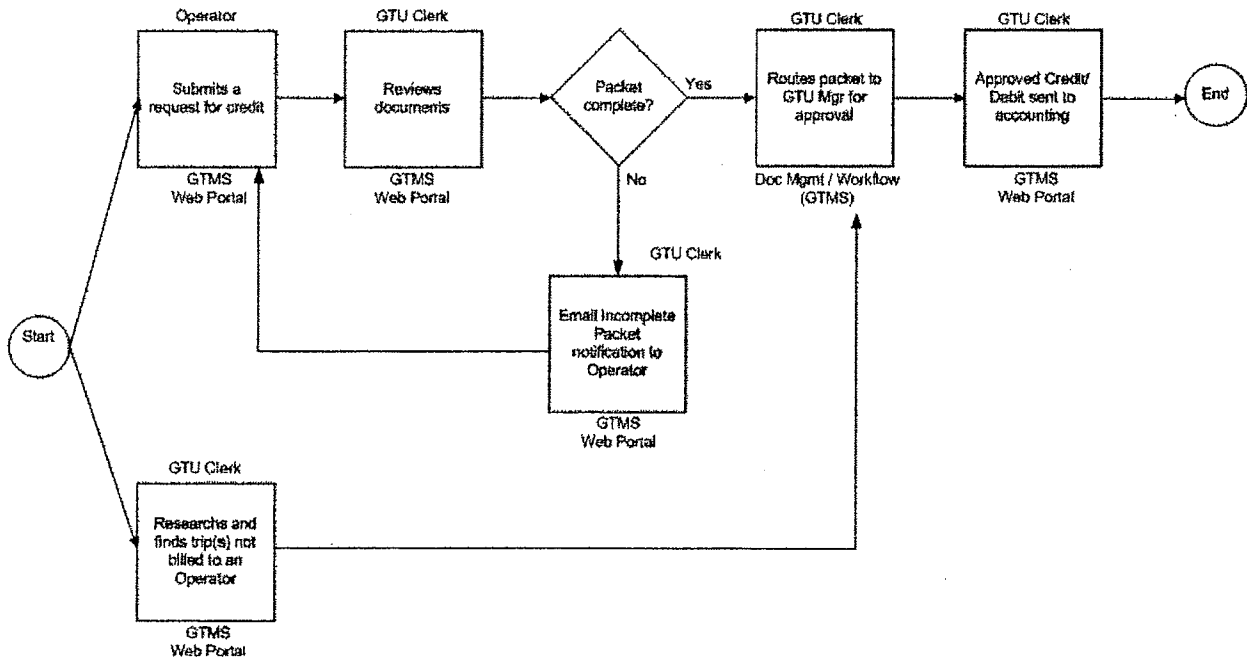 Operator
Submits a
request for credit
GTMS
Web Portal
GTU Clerk
Reviews
documents
GTMS
Web Portal
Packet
complete?
Yes
No
GTU Clerk
Routes packet to
GTU Mgr for
approval
Doc Mgmt / Workflow
(GTMS)
GTU Clerk
Approved Credit/
Debit sent to
accounting
GTMS
Web Portal
End
GTU Clerk
Email Incomplete
Packet
notification to
Operator
GTMS
Web Portal
Start
GTU Clerk
Researchs and
finds trip(s) not
billed to an
Operator
GTMS
Web Portal